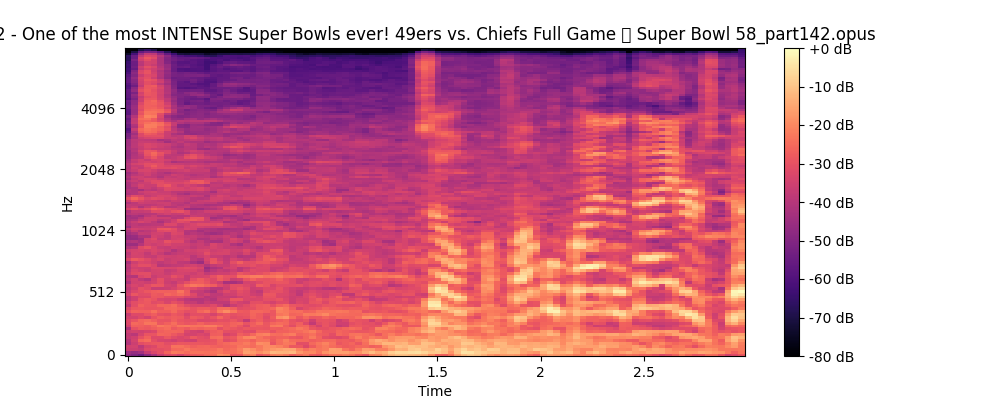 2 - One of the most INTENSE Super Bowls ever! 49ers vs. Chiefs Full Game Super Bowl 58_part142.opus
+0 dB
-10 dB
-20 dB
-30 dB
-40 dB
-50 dB
-60 dB
-70 dB
-80 dB
4096
2048
1024
512
0
Hz
0
0.5
1
1.5
2
2.5
Time